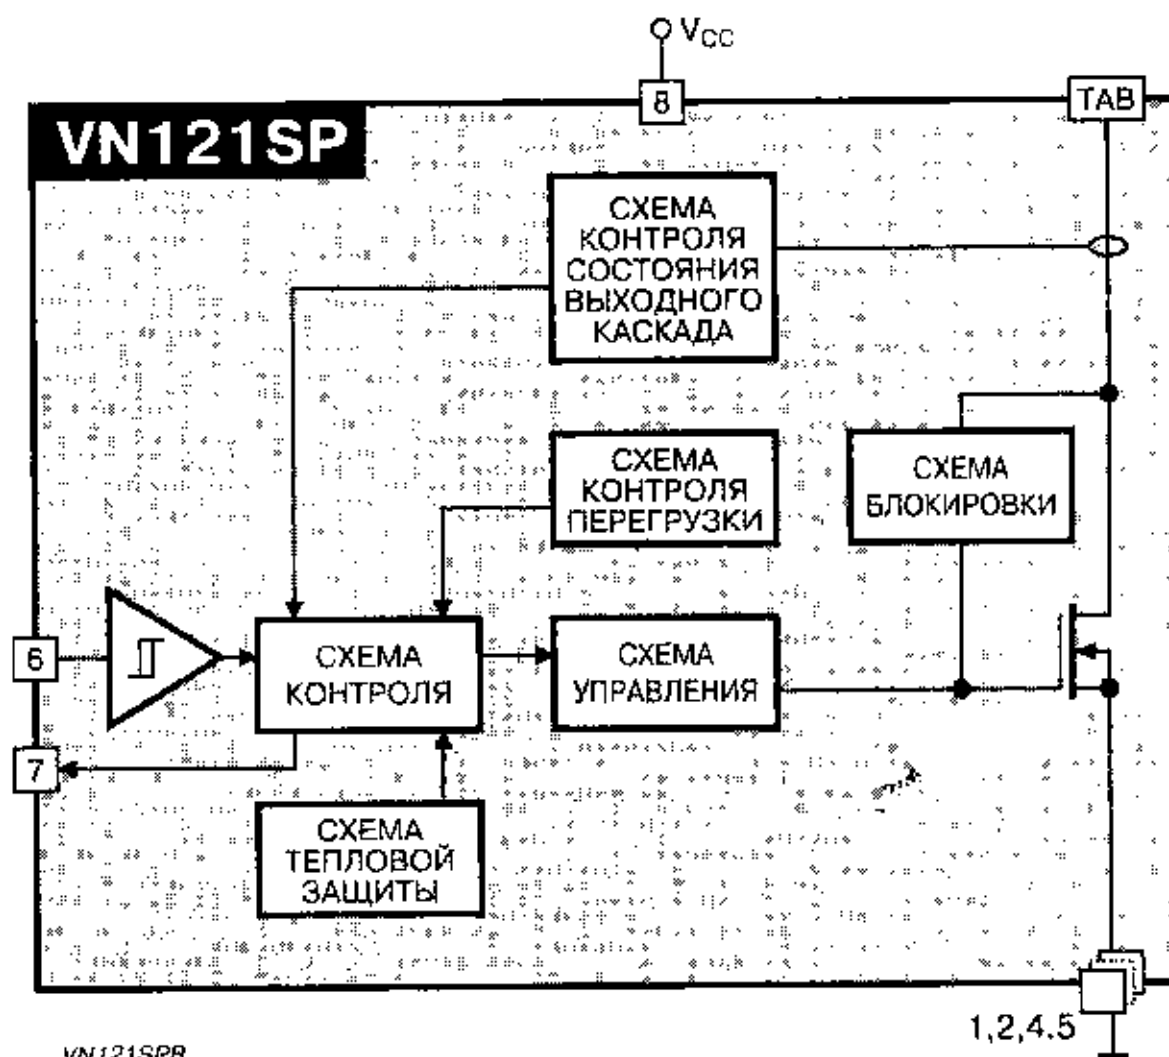 V_CC
8
TAB
VN121SP
СХЕМА
КОНТРОЛЯ
СОСТОЯНИЯ
ВЫХОДНОГО
КАСКАДА
СХЕМА
КОНТРОЛЯ
ПЕРЕГРУЗКИ
СХЕМА
БЛОКИРОВКИ
6
СХЕМА
КОНТРОЛЯ
СХЕМА
УПРАВЛЕНИЯ
7
СХЕМА
ТЕПЛОВОЙ
ЗАЩИТЫ
1,2,4.5
VN121SPB